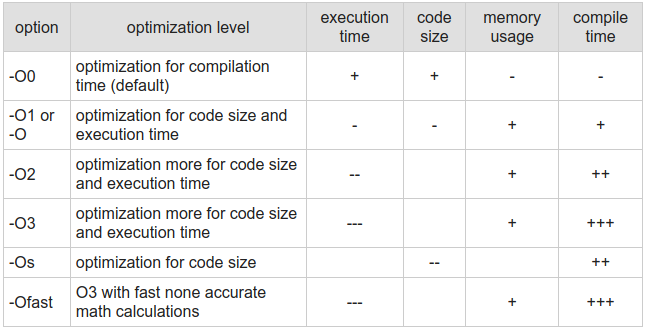 option optimization level execution time code size memory usage compile time
-O0 optimization for compilation time (default) + + - -
-O1 or -O optimization for code size and execution time - - + +
-O2 optimization more for code size and execution time -- + ++
-O3 optimization more for code size and execution time --- + +++
-Os optimization for code size -- ++
-Ofast O3 with fast none accurate math calculations --- + +++